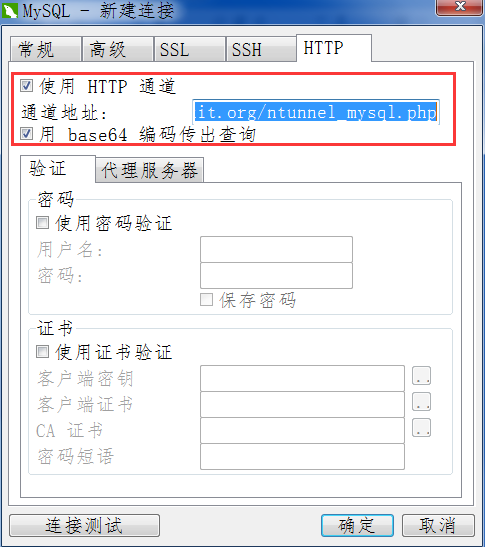 MySQL - 新建连接
常规 高级 SSL SSH HTTP
使用 HTTP 通道
通道地址: it.org/ntunnel_mysql.php
用 base64 编码传出查询
验证 代理服务器
密码
使用密码验证
用户名:
密码:
保存密码
证书
使用证书验证
客户端密钥 ..
客户端证书 ..
CA 证书 ..
密码短语
连接测试 确定 取消